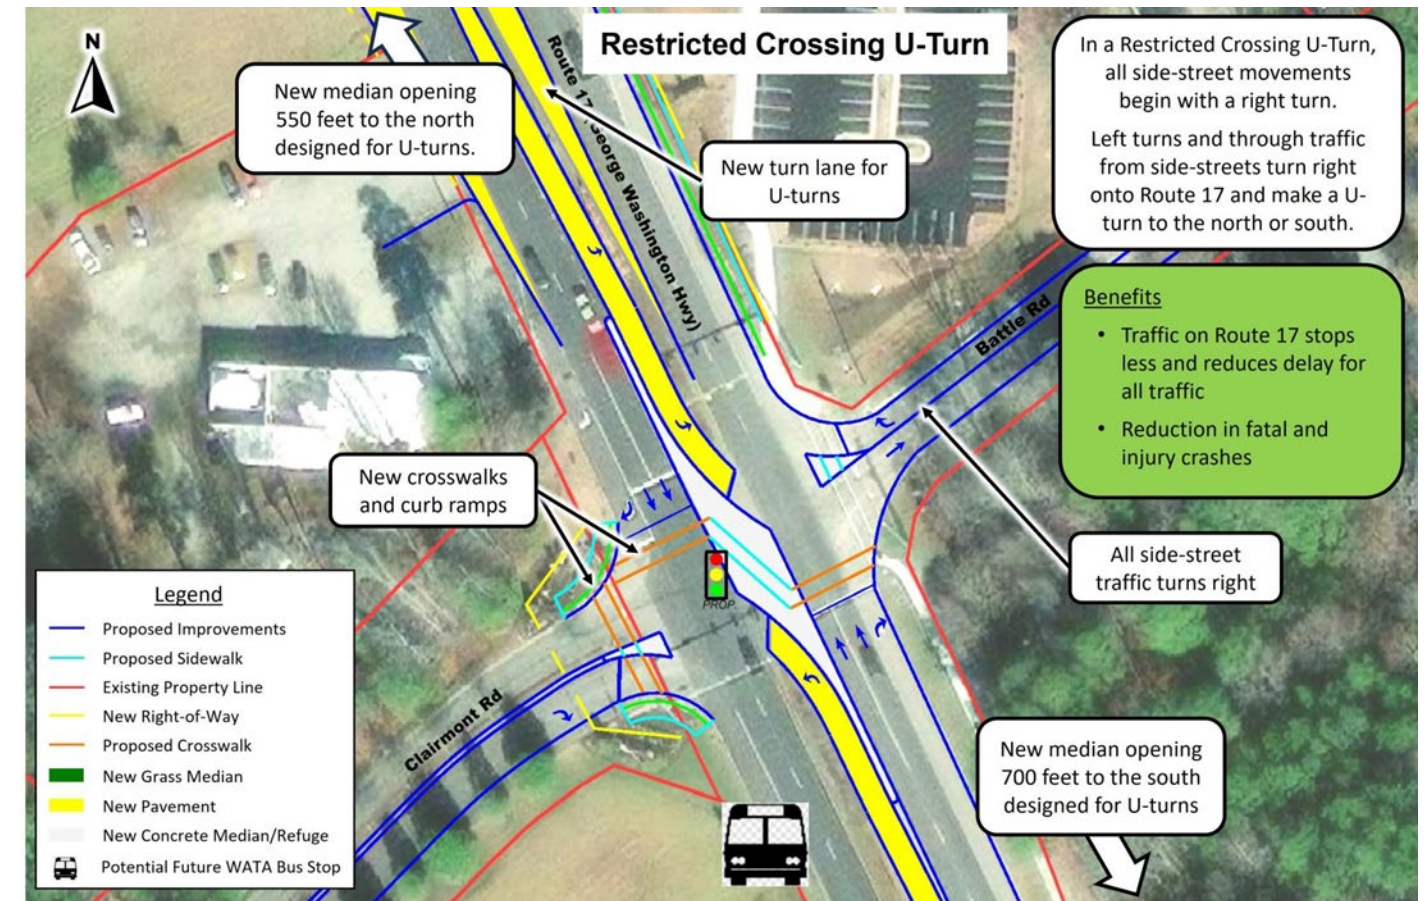 Restricted Crossing U-Turn
N
New median opening
550 feet to the north
designed for U-turns.
Route 17 (George Washington Hwy)
New turn lane for
U-turns
In a Restricted Crossing U-Turn,
all side-street movements
begin with a right turn.
Left turns and through traffic
from side-streets turn right
onto Route 17 and make a U-
turn to the north or south.
Benefits
• Traffic on Route 17 stops
less and reduces delay for
all traffic
• Reduction in fatal and
injury crashes
Battle Rd
New crosswalks
and curb ramps
All side-street
traffic turns right
PROP.
Clairmont Rd
New median opening
700 feet to the south
designed for U-turns
Legend
Proposed Improvements
Proposed Sidewalk
Existing Property Line
New Right-of-Way
Proposed Crosswalk
New Grass Median
New Pavement
New Concrete Median/Refuge
Potential Future WATA Bus Stop